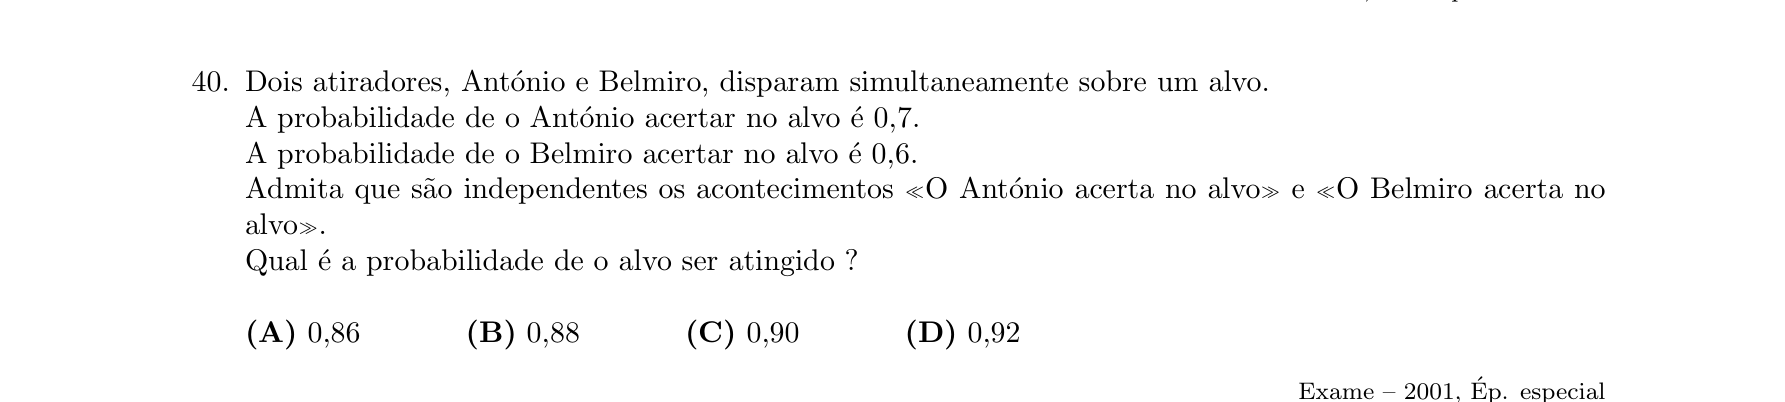 40. Dois atiradores, António e Belmiro, disparam simultaneamente sobre um alvo.
A probabilidade de o António acertar no alvo é 0,7.
A probabilidade de o Belmiro acertar no alvo é 0,6.
Admita que são independentes os acontecimentos ≪O António acerta no alvo≫ e ≪O Belmiro acerta no
alvo≫.
Qual é a probabilidade de o alvo ser atingido ?
(A) 0,86 (B) 0,88 (C) 0,90 (D) 0,92
Exame – 2001, Ép. especial